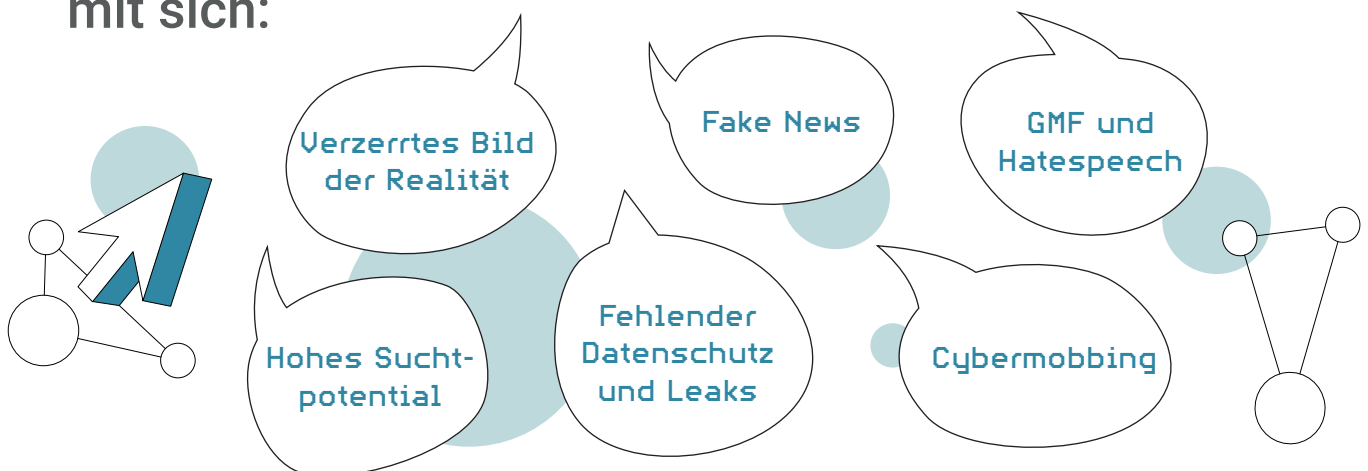 mit sich:
Verzerrtes Bild
der Realität
Fake News
GMF und
Hatespeech
Hohes Sucht-
potential
Fehlender
Datenschutz
und Leaks
Cybermobbing